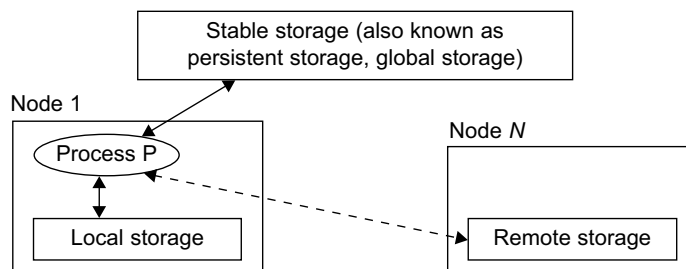 Stable storage (also known as
persistent storage, global storage)
Node 1
Process P
Local storage
Node N
Remote storage